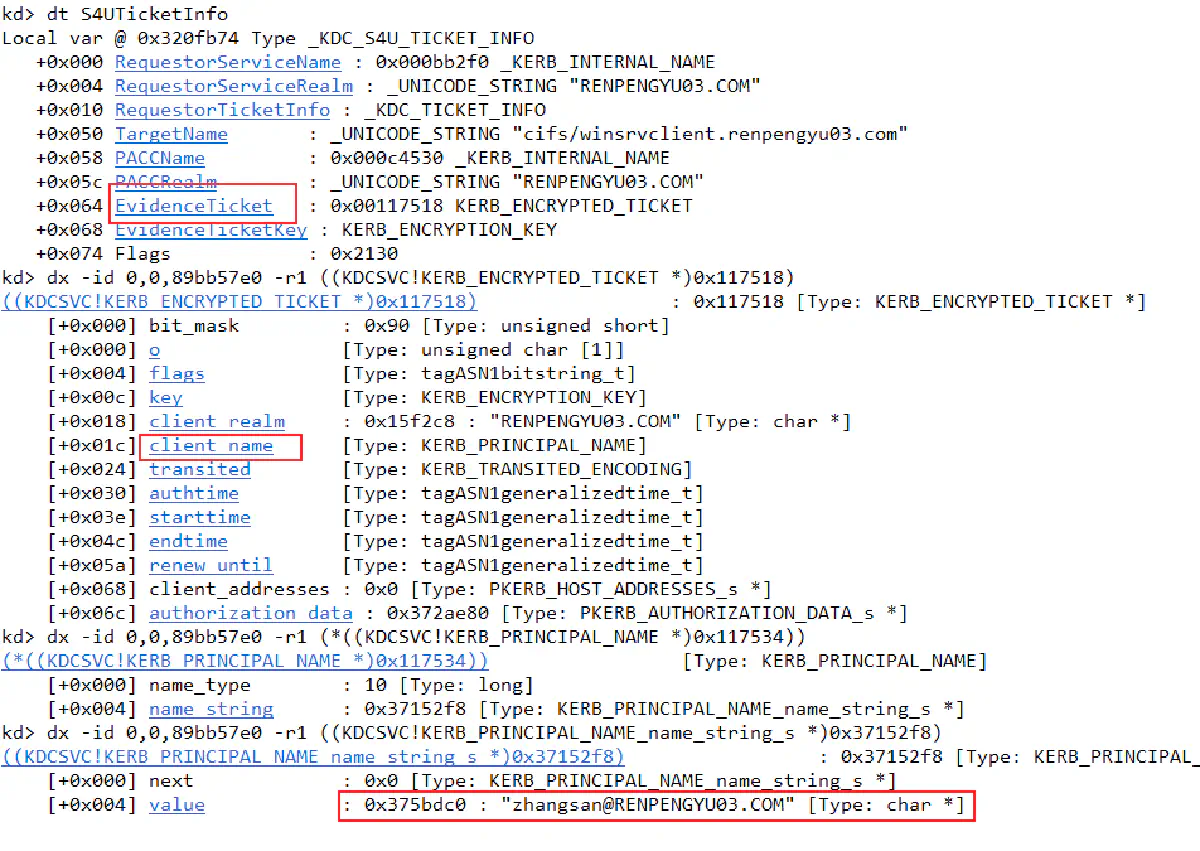 kd> dt S4UTicketInfo
Local var @ 0x320fb74 Type _KDC_S4U_TICKET_INFO
+0x000 RequestorServiceName : 0x000bb2f0 _KERB_INTERNAL_NAME
+0x004 RequestorServiceRealm : _UNICODE_STRING "RENPENGYU03.COM"
+0x010 RequestorTicketInfo : _KDC_TICKET_INFO
+0x050 TargetName : _UNICODE_STRING "cifs/winsrvclient.renpengyu03.com"
+0x058 PACCName : 0x000c4530 _KERB_INTERNAL_NAME
+0x05c PACCRealm : _UNICODE_STRING "RENPENGYU03.COM"
+0x064 EvidenceTicket : 0x00117518 KERB_ENCRYPTED_TICKET
+0x068 EvidenceTicketKey : KERB_ENCRYPTION_KEY
+0x074 Flags : 0x2130
kd> dx -id 0,0,89bb57e0 -r1 ((KDCSVC!KERB_ENCRYPTED_TICKET *)0x117518)
((KDCSVC!KERB_ENCRYPTED_TICKET *)0x117518) : 0x117518 [Type: KERB_ENCRYPTED_TICKET *]
[+0x000] bit_mask : 0x90 [Type: unsigned short]
[+0x000] o [Type: unsigned char [1]]
[+0x004] flags [Type: tagASN1bitstring_t]
[+0x00c] key [Type: KERB_ENCRYPTION_KEY]
[+0x018] client_realm : 0x15f2c8 : "RENPENGYU03.COM" [Type: char *]
[+0x01c] client_name [Type: KERB_PRINCIPAL_NAME]
[+0x024] transited [Type: KERB_TRANSITED_ENCODING]
[+0x030] authtime [Type: tagASN1generalizedtime_t]
[+0x03e] starttime [Type: tagASN1generalizedtime_t]
[+0x04c] endtime [Type: tagASN1generalizedtime_t]
[+0x05a] renew_until [Type: tagASN1generalizedtime_t]
[+0x068] client_addresses : 0x0 [Type: PKERB_HOST_ADDRESSES_s *]
[+0x06c] authorization_data : 0x372ae80 [Type: PKERB_AUTHORIZATION_DATA_s *]
kd> dx -id 0,0,89bb57e0 -r1 (*((KDCSVC!KERB_PRINCIPAL_NAME *)0x117534))
(*((KDCSVC!KERB_PRINCIPAL_NAME *)0x117534)) [Type: KERB_PRINCIPAL_NAME]
[+0x000] name_type : 10 [Type: long]
[+0x004] name_string : 0x37152f8 [Type: KERB_PRINCIPAL_NAME_name_string_s *]
kd> dx -id 0,0,89bb57e0 -r1 ((KDCSVC!KERB_PRINCIPAL_NAME_name_string_s *)0x37152f8)
((KDCSVC!KERB_PRINCIPAL_NAME_name_string_s *)0x37152f8) : 0x37152f8 [Type: KERB_PRINCIPAL_
[+0x000] next : 0x0 [Type: KERB_PRINCIPAL_NAME_name_string_s *]
[+0x004] value : 0x375bdc0 : "zhangsan@RENPENGYU03.COM" [Type: char *]